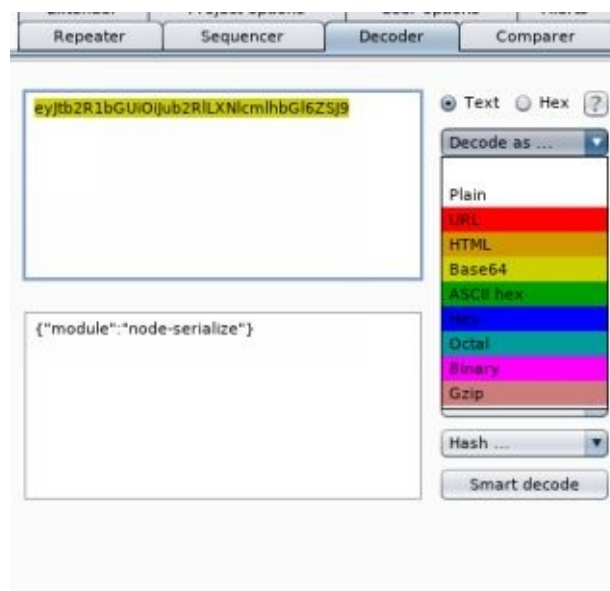 Repeater Sequencer Decoder Comparer
eyJtb2R1bGUiOiJub2RlLXNlcmlhbGl6ZSJ9
Text Hex ?
Decode as ...
Plain
URL
HTML
Base64
ASCII hex
Hex
Octal
Binary
Gzip
{"module":"node-serialize"}
Hash ...
Smart decode